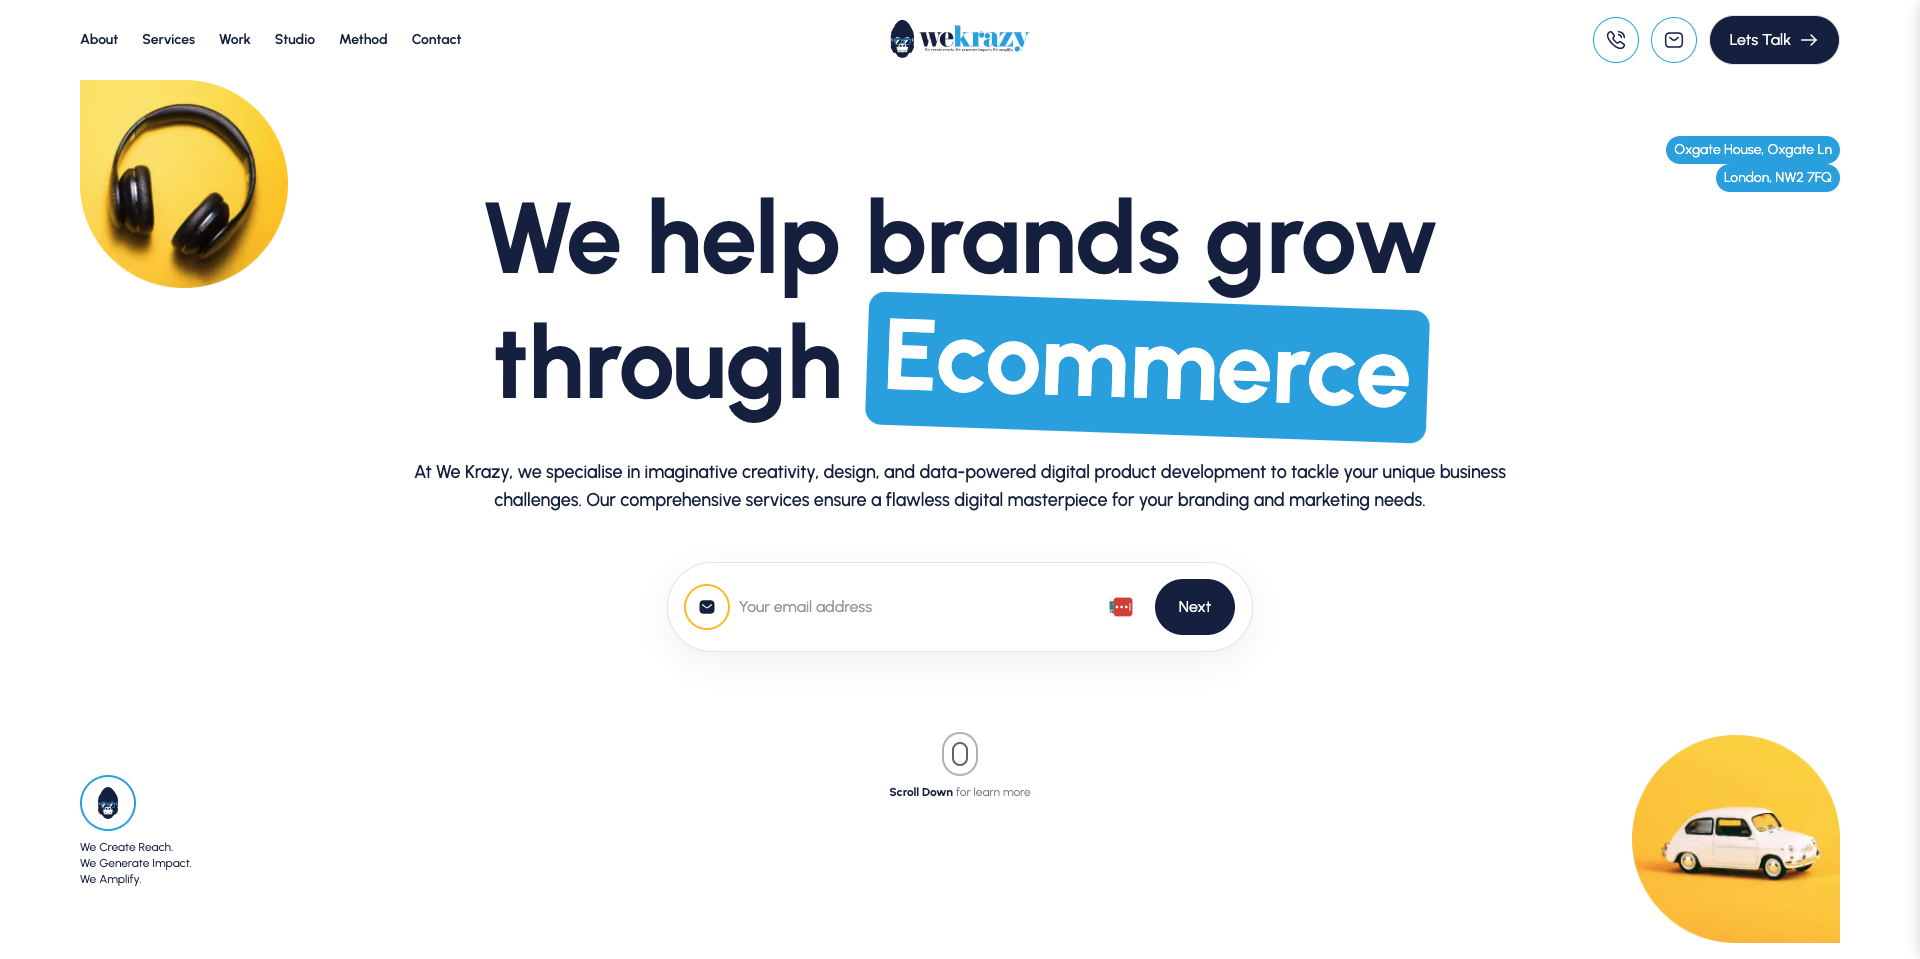 About Services Work Studio Method Contact
wekrazy
Lets Talk
Oxgate House, Oxgate Ln
London, NW2 7FQ
We help brands grow
through Ecommerce
At We Krazy, we specialise in imaginative creativity, design, and data-powered digital product development to tackle your unique business
challenges. Our comprehensive services ensure a flawless digital masterpiece for your branding and marketing needs.
Your email address
Next
Scroll Down for learn more
We Create Reach.
We Generate Impact.
We Amplify.